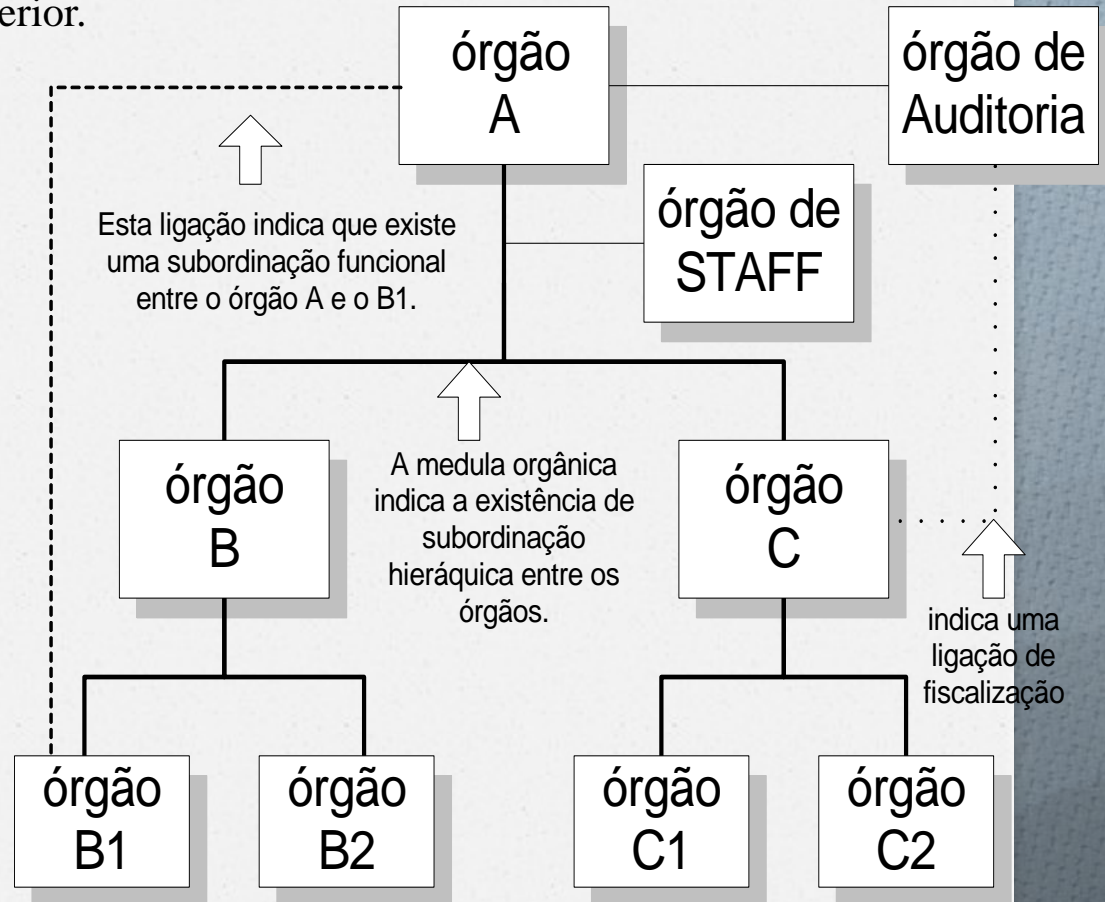 erior.
órgão
A
órgão de
Auditoria
órgão de
STAFF
Esta ligação indica que existe
uma subordinação funcional
entre o órgão A e o B1.
órgão
B
A medula orgânica
indica a existência de
subordinação
hieráquica entre os
órgãos.
órgão
C
indica uma
ligação de
fiscalização
órgão
B1
órgão
B2
órgão
C1
órgão
C2